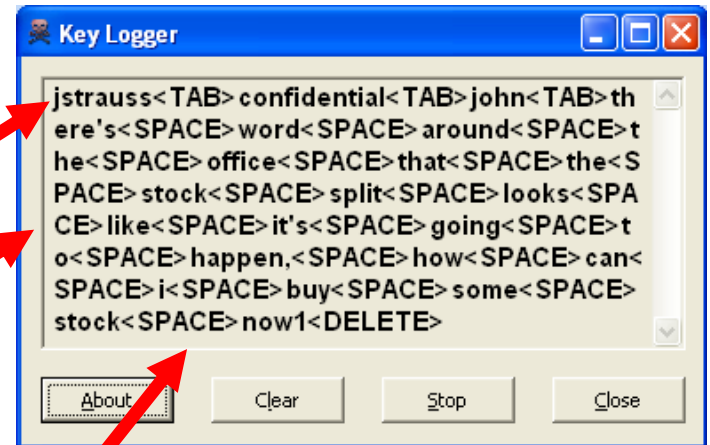 Key Logger
jstrauss<TAB>confidential<TAB>john<TAB>th
ere's<SPACE>word<SPACE>around<SPACE>t
he<SPACE>office<SPACE>that<SPACE>the<S
PACE>stock<SPACE>split<SPACE>looks<SPA
CE>like<SPACE>it's<SPACE>going<SPACE>t
o<SPACE>happen,<SPACE>how<SPACE>can<
SPACE>i<SPACE>buy<SPACE>some<SPACE>
stock<SPACE>now1<DELETE>
About Clear Stop Close